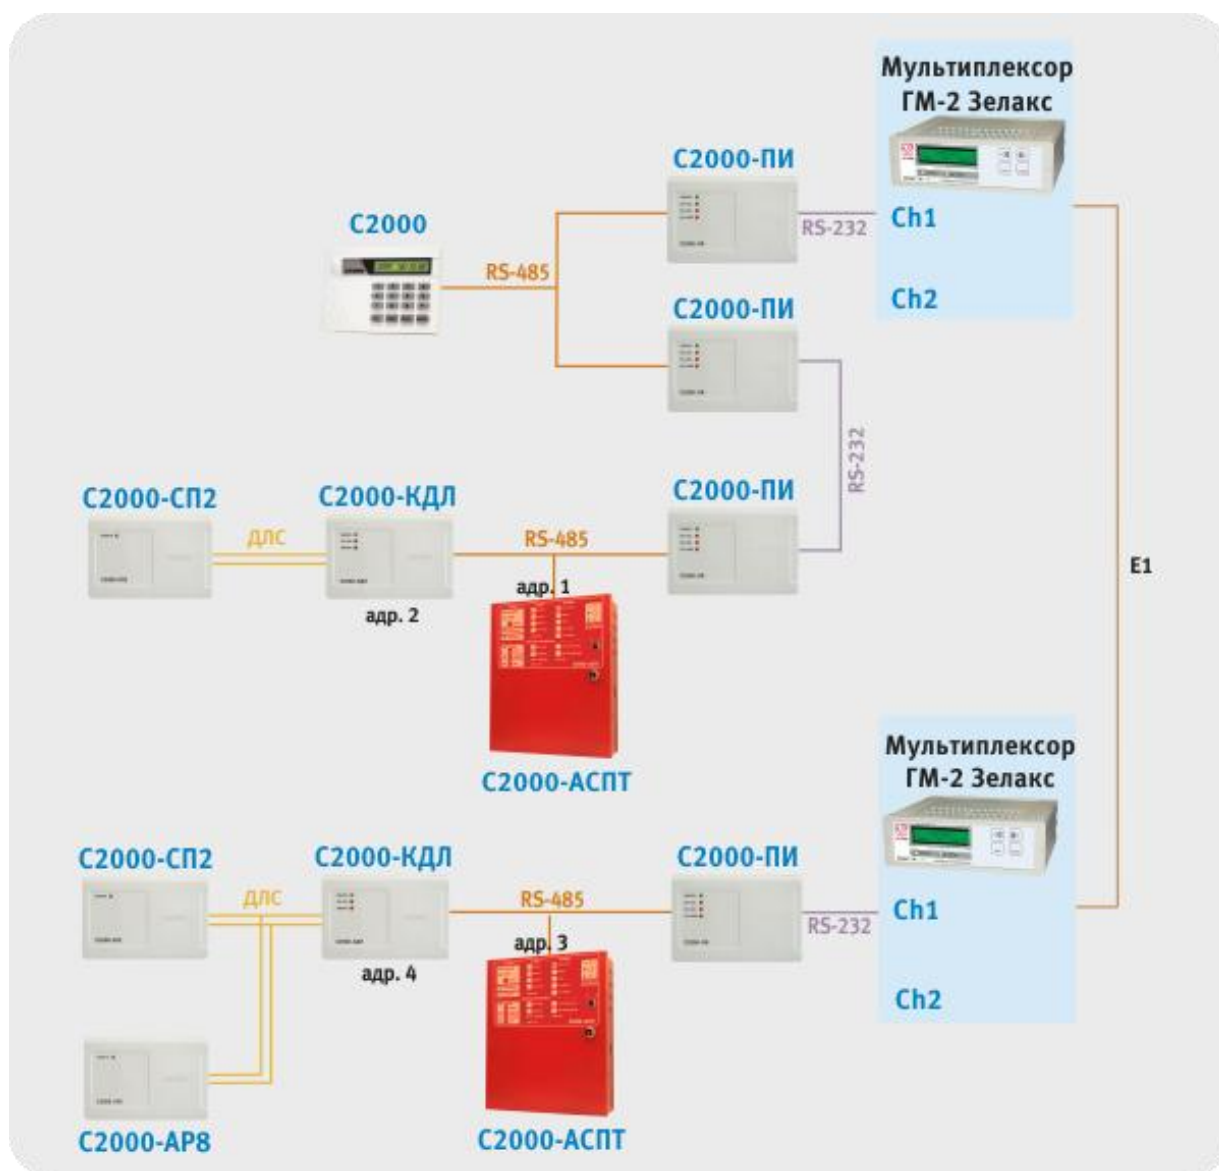 Мультиплексор
ГМ-2 Зелакс
С2000-ПИ
С2000
RS-232
Ch1
RS-485
Ch2
С2000-ПИ
RS-232
С2000-СП2
С2000-КДЛ
С2000-ПИ
ДЛС
RS-485
E1
адр. 1
адр. 2
С2000-АСПТ
Мультиплексор
ГМ-2 Зелакс
С2000-СП2
С2000-КДЛ
С2000-ПИ
ДЛС
RS-485
RS-232
Ch1
адр. 3
адр. 4
Ch2
С2000-АР8
С2000-АСПТ